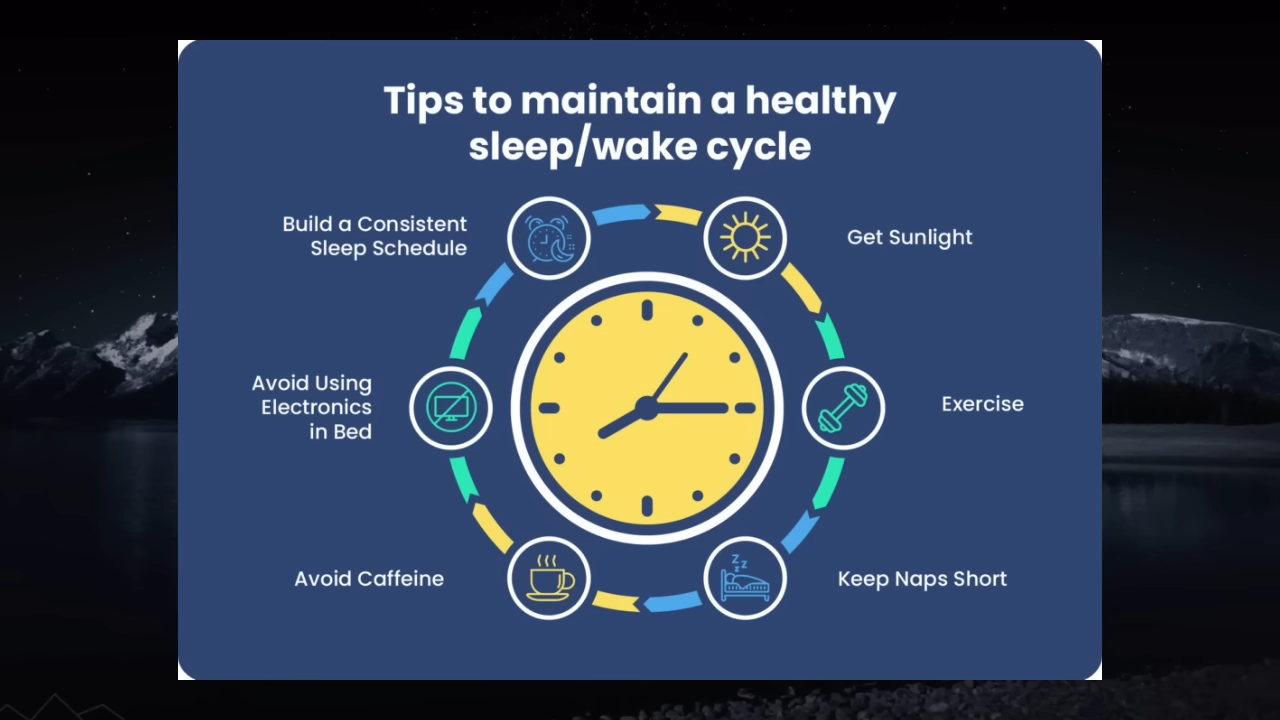 Tips to maintain a healthy
sleep/wake cycle
Build a Consistent
Sleep Schedule
Get Sunlight
Avoid Using
Electronics
in Bed
Exercise
Avoid Caffeine
Keep Naps Short